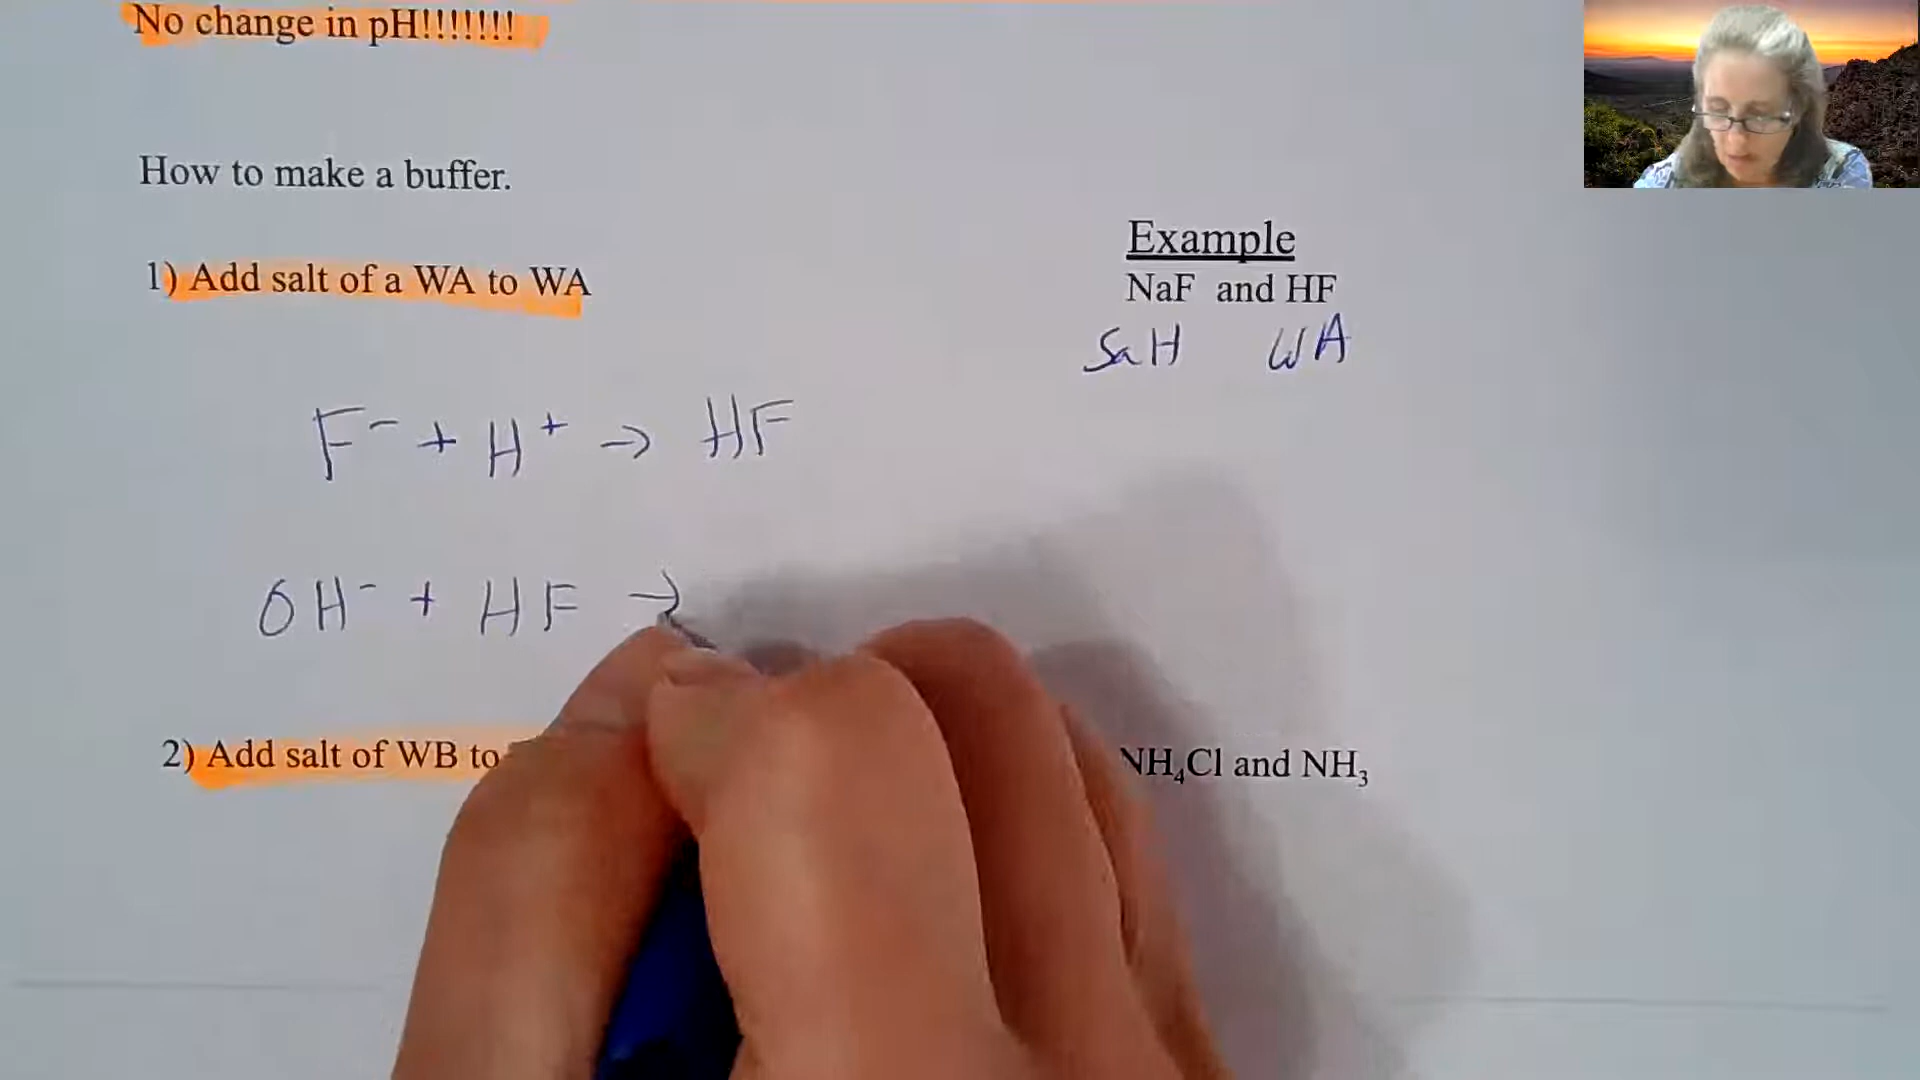 No change in pH!!!!!!!
How to make a buffer.
Example
1) Add salt of a WA to WA
NaF and HF
Salt WA
F⁻ + H⁺ → HF
OH⁻ + HF →
2) Add salt of WB to
NH₄Cl and NH₃